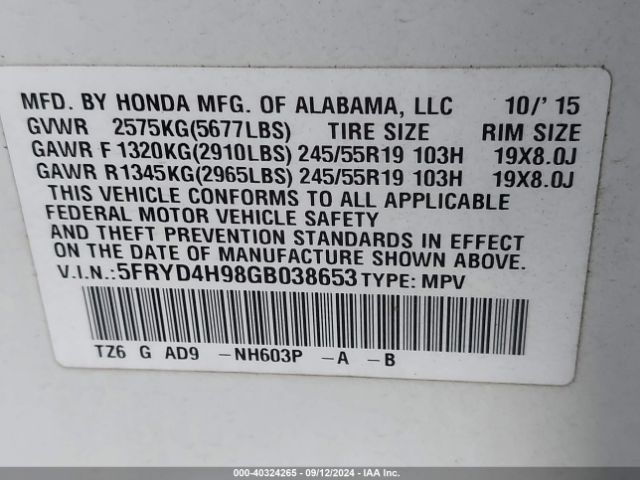 MFD. BY HONDA MFG. OF ALABAMA, LLC 10/'15
GVWR 2575KG(5677LBS) TIRE SIZE RIM SIZE
GAWR F 1320KG(2910LBS) 245/55R19 103H 19X8.0J
GAWR R1345KG(2965LBS) 245/55R19 103H 19X8.0J
THIS VEHICLE CONFORMS TO ALL APPLICABLE
FEDERAL MOTOR VEHICLE SAFETY
AND THEFT PREVENTION STANDARDS IN EFFECT
ON THE DATE OF MANUFACTURE SHOWN ABOVE.
V.I.N.:5FRYD4H98GB038653 TYPE: MPV
TZ6 G AD9 -NH603P -A -B
000-40324265 - 09/12/2024 - IAAI.com